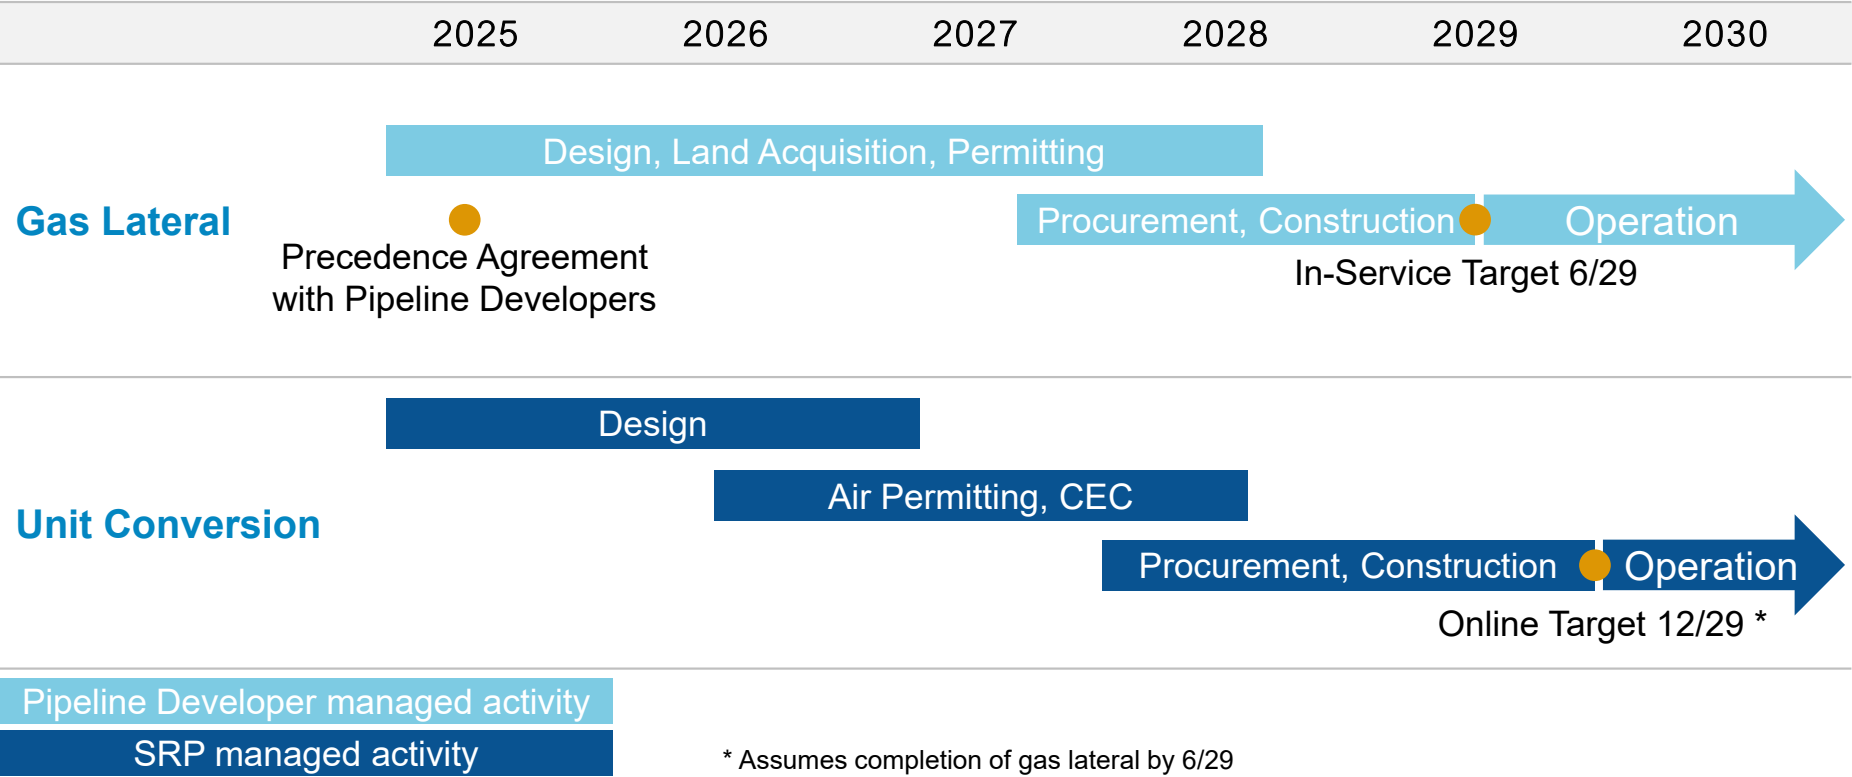 2025 2026 2027 2028 2029 2030
Design, Land Acquisition, Permitting
Gas Lateral
Procurement, Construction
Operation
Precedence Agreement
with Pipeline Developers
In-Service Target 6/29
Design
Air Permitting, CEC
Unit Conversion
Procurement, Construction
Operation
Online Target 12/29 *
Pipeline Developer managed activity
SRP managed activity
* Assumes completion of gas lateral by 6/29